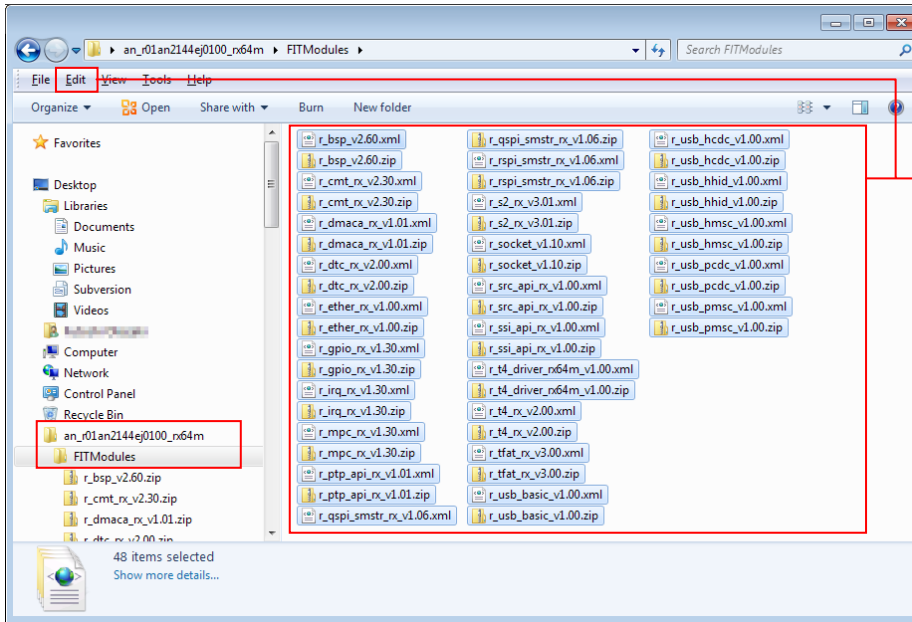 an_r01an2144ej0100_rx64m FITModules
Search FITModules
File Edit View Tools Help
Organize Open Share with Burn New folder
Favorites
Desktop
Libraries
Documents
Music
Pictures
Subversion
Videos
Computer
Network
Control Panel
Recycle Bin
an_r01an2144ej0100_rx64m
FITModules
r_bsp_v2.60.zip
r_cmt_rx_v2.30.zip
r_dmaca_rx_v1.01.zip
r_dtc_rx_v2.00.zip
r_bsp_v2.60.xml
r_bsp_v2.60.zip
r_cmt_rx_v2.30.xml
r_cmt_rx_v2.30.zip
r_dmaca_rx_v1.01.xml
r_dmaca_rx_v1.01.zip
r_dtc_rx_v2.00.xml
r_dtc_rx_v2.00.zip
r_ether_rx_v1.00.xml
r_ether_rx_v1.00.zip
r_gpio_rx_v1.30.xml
r_gpio_rx_v1.30.zip
r_irq_rx_v1.30.xml
r_irq_rx_v1.30.zip
r_mpc_rx_v1.30.xml
r_mpc_rx_v1.30.zip
r_ptp_api_rx_v1.01.xml
r_ptp_api_rx_v1.01.zip
r_qspi_smstr_rx_v1.06.xml
r_qspi_smstr_rx_v1.06.zip
r_rspi_smstr_rx_v1.06.xml
r_rspi_smstr_rx_v1.06.zip
r_s2_rx_v3.01.xml
r_s2_rx_v3.01.zip
r_socket_v1.10.xml
r_socket_v1.10.zip
r_src_api_rx_v1.00.xml
r_src_api_rx_v1.00.zip
r_ssi_api_rx_v1.00.xml
r_ssi_api_rx_v1.00.zip
r_t4_driver_rx64m_v1.00.xml
r_t4_driver_rx64m_v1.00.zip
r_t4_rx_v2.00.xml
r_t4_rx_v2.00.zip
r_tfat_rx_v3.00.xml
r_tfat_rx_v3.00.zip
r_usb_basic_v1.00.xml
r_usb_basic_v1.00.zip
r_usb_hcdc_v1.00.xml
r_usb_hcdc_v1.00.zip
r_usb_hhid_v1.00.xml
r_usb_hhid_v1.00.zip
r_usb_hmsc_v1.00.xml
r_usb_hmsc_v1.00.zip
r_usb_pcdc_v1.00.xml
r_usb_pcdc_v1.00.zip
r_usb_pmsc_v1.00.xml
r_usb_pmsc_v1.00.zip
48 items selected
Show more details...